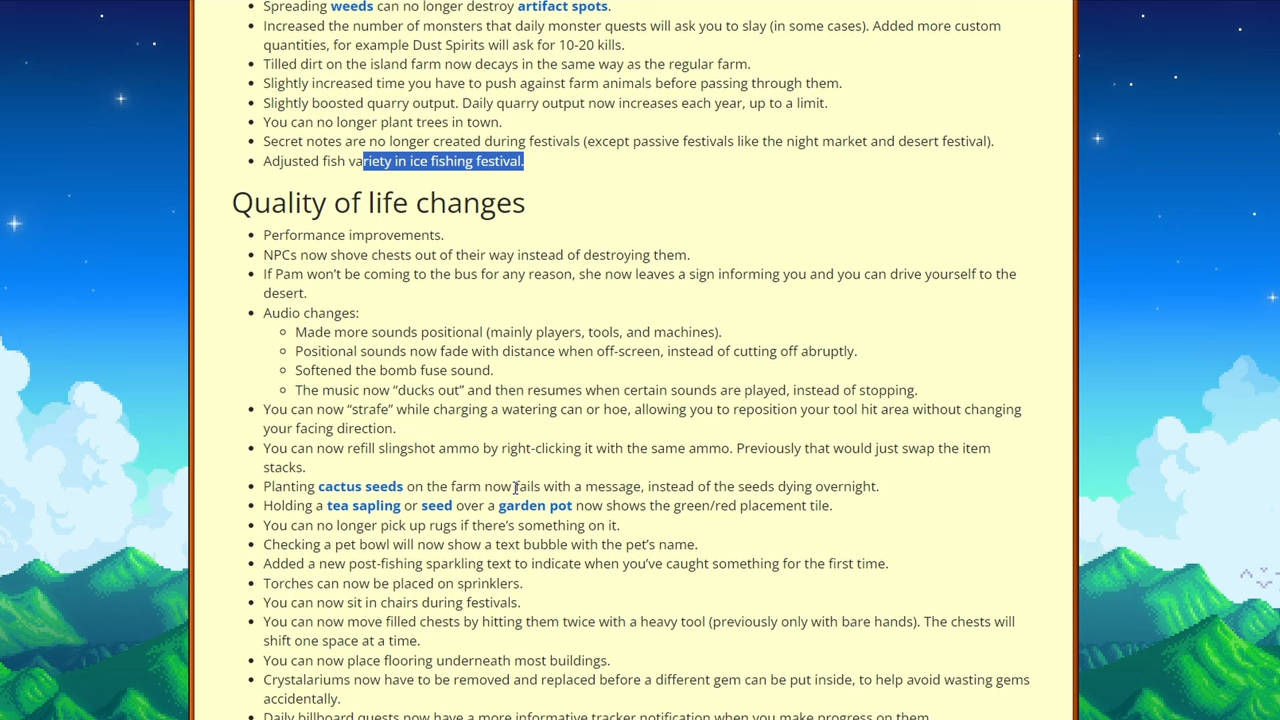 Spreading weeds can no longer destroy artifact spots.
Increased the number of monsters that daily monster quests will ask you to slay (in some cases). Added more custom
quantities, for example Dust Spirits will ask for 10-20 kills.
Tilled dirt on the island farm now decays in the same way as the regular farm.
Slightly increased time you have to push against farm animals before passing through them.
Slightly boosted quarry output. Daily quarry output now increases each year, up to a limit.
You can no longer plant trees in town.
Secret notes are no longer created during festivals (except passive festivals like the night market and desert festival).
Adjusted fish variety in ice fishing festival.
Quality of life changes
Performance improvements.
NPCs now shove chests out of their way instead of destroying them.
If Pam won’t be coming to the bus for any reason, she now leaves a sign informing you and you can drive yourself to the
desert.
Audio changes:
Made more sounds positional (mainly players, tools, and machines).
Positional sounds now fade with distance when off-screen, instead of cutting off abruptly.
Softened the bomb fuse sound.
The music now “ducks out” and then resumes when certain sounds are played, instead of stopping.
You can now “strafe” while charging a watering can or hoe, allowing you to reposition your tool hit area without changing
your facing direction.
You can now refill slingshot ammo by right-clicking it with the same ammo. Previously that would just swap the item
stacks.
Planting cactus seeds on the farm now fails with a message, instead of the seeds dying overnight.
Holding a tea sapling or seed over a garden pot now shows the green/red placement tile.
You can no longer pick up rugs if there’s something on it.
Checking a pet bowl will now show a text bubble with the pet’s name.
Added a new post-fishing sparkling text to indicate when you’ve caught something for the first time.
Torches can now be placed on sprinklers.
You can now sit in chairs during festivals.
You can now move filled chests by hitting them twice with a heavy tool (previously only with bare hands). The chests will
shift one space at a time.
You can now place flooring underneath most buildings.
Crystalariums now have to be removed and replaced before a different gem can be put inside, to help avoid wasting gems
accidentally.
Daily billboard quests now have a more informative tracker notification when you make progress on them.